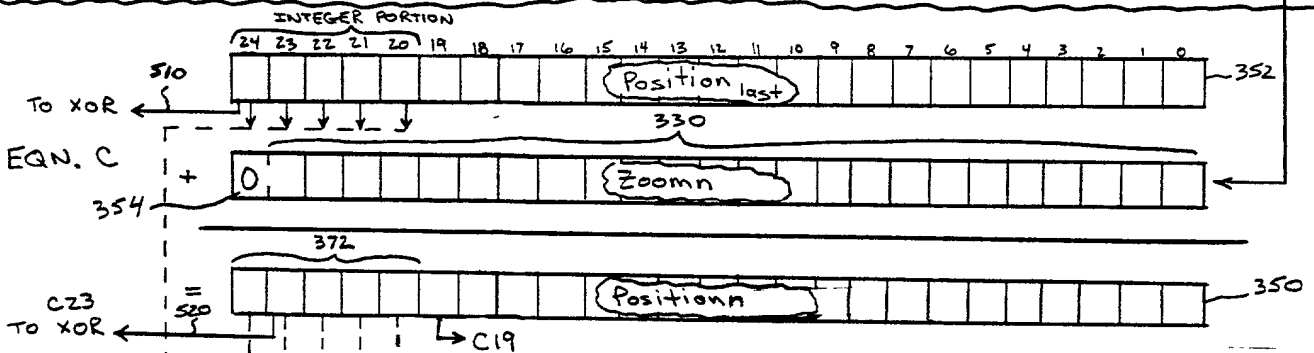 INTEGER PORTION
24 23 22 21 20 19 18 17 16 15 14 13 12 11 10 9 8 7 6 5 4 3 2 1 0
510
Position last
352
TO XOR
330
EQN. C
+ 0 Zoomn
354
372
=
Positionn
350
C23
520
TO XOR
C19